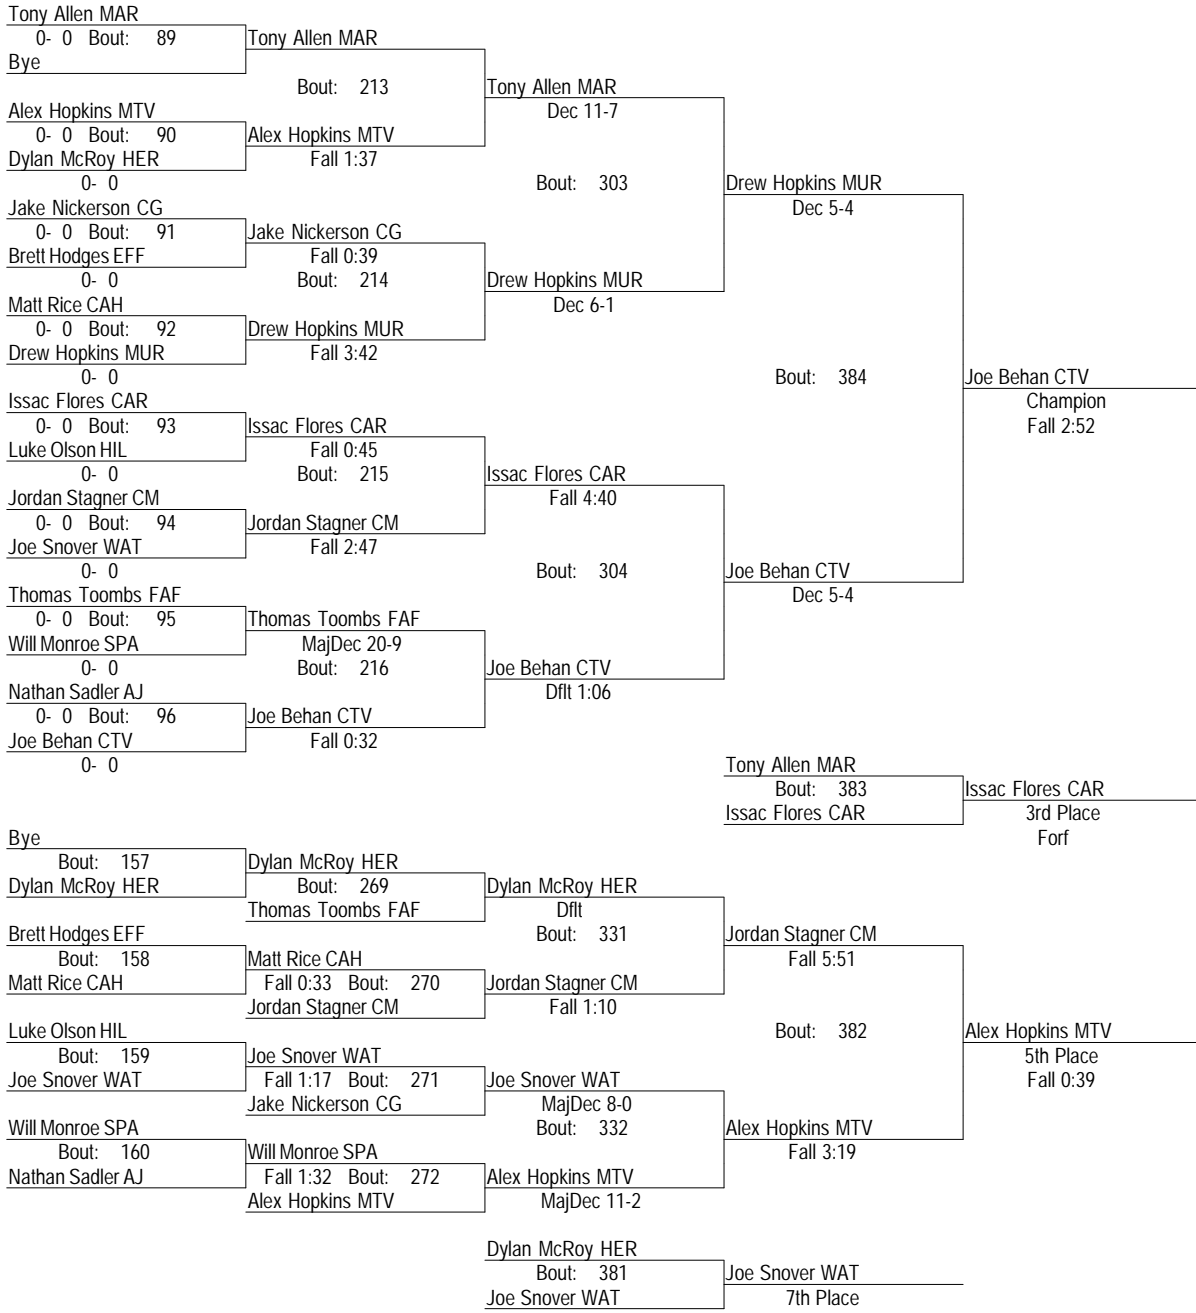 Tony Allen MAR
0- 0 Bout: 89 Tony Allen MAR
Bye
Bout: 213 Tony Allen MAR
Alex Hopkins MTV Dec 11-7
0- 0 Bout: 90 Alex Hopkins MTV
Dylan McRoy HER Fall 1:37
0- 0 Bout: 303 Drew Hopkins MUR
Jake Nickerson CG Dec 5-4
0- 0 Bout: 91 Jake Nickerson CG
Brett Hodges EFF Fall 0:39
0- 0 Bout: 214 Drew Hopkins MUR
Matt Rice CAH Dec 6-1
0- 0 Bout: 92 Drew Hopkins MUR
Drew Hopkins MUR Fall 3:42
0- 0 Bout: 384 Joe Behan CTV
Issac Flores CAR Champion
0- 0 Bout: 93 Issac Flores CAR Fall 2:52
Luke Olson HIL Fall 0:45
0- 0 Bout: 215 Issac Flores CAR
Jordan Stagner CM Fall 4:40
0- 0 Bout: 94 Jordan Stagner CM
Joe Snover WAT Fall 2:47
0- 0 Bout: 304 Joe Behan CTV
Thomas Toombs FAF Dec 5-4
0- 0 Bout: 95 Thomas Toombs FAF
Will Monroe SPA MajDec 20-9
0- 0 Bout: 216 Joe Behan CTV
Nathan Sadler AJ Dflt 1:06
0- 0 Bout: 96 Joe Behan CTV
Joe Behan CTV Fall 0:32
0- 0 Tony Allen MAR
Bout: 383 Issac Flores CAR
Issac Flores CAR 3rd Place
Bye Forf
Bout: 157 Dylan McRoy HER
Dylan McRoy HER Bout: 269 Dylan McRoy HER
Thomas Toombs FAF Dflt
Brett Hodges EFF Bout: 331 Jordan Stagner CM
Bout: 158 Matt Rice CAH Fall 5:51
Matt Rice CAH Fall 0:33 Bout: 270 Jordan Stagner CM
Jordan Stagner CM Fall 1:10
Luke Olson HIL Bout: 382 Alex Hopkins MTV
Bout: 159 Joe Snover WAT 5th Place
Joe Snover WAT Fall 1:17 Bout: 271 Joe Snover WAT Fall 0:39
Jake Nickerson CG MajDec 8-0
Will Monroe SPA Bout: 332 Alex Hopkins MTV
Bout: 160 Will Monroe SPA Fall 3:19
Nathan Sadler AJ Fall 1:32 Bout: 272 Alex Hopkins MTV
Alex Hopkins MTV MajDec 11-2
Dylan McRoy HER
Bout: 381 Joe Snover WAT
Joe Snover WAT 7th Place